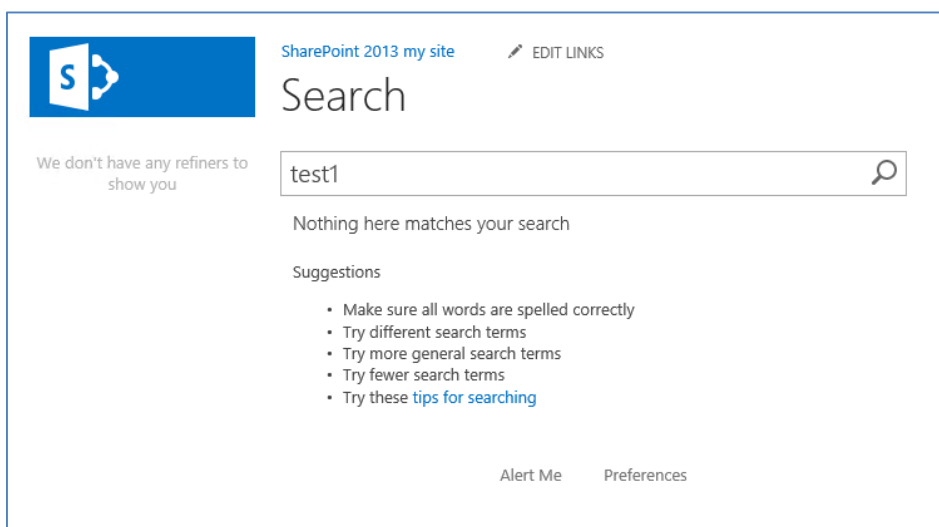 S
SharePoint 2013 my site EDIT LINKS
Search
We don't have any refiners to
show you
test1
Nothing here matches your search
Suggestions
• Make sure all words are spelled correctly
• Try different search terms
• Try more general search terms
• Try fewer search terms
• Try these tips for searching
Alert Me Preferences